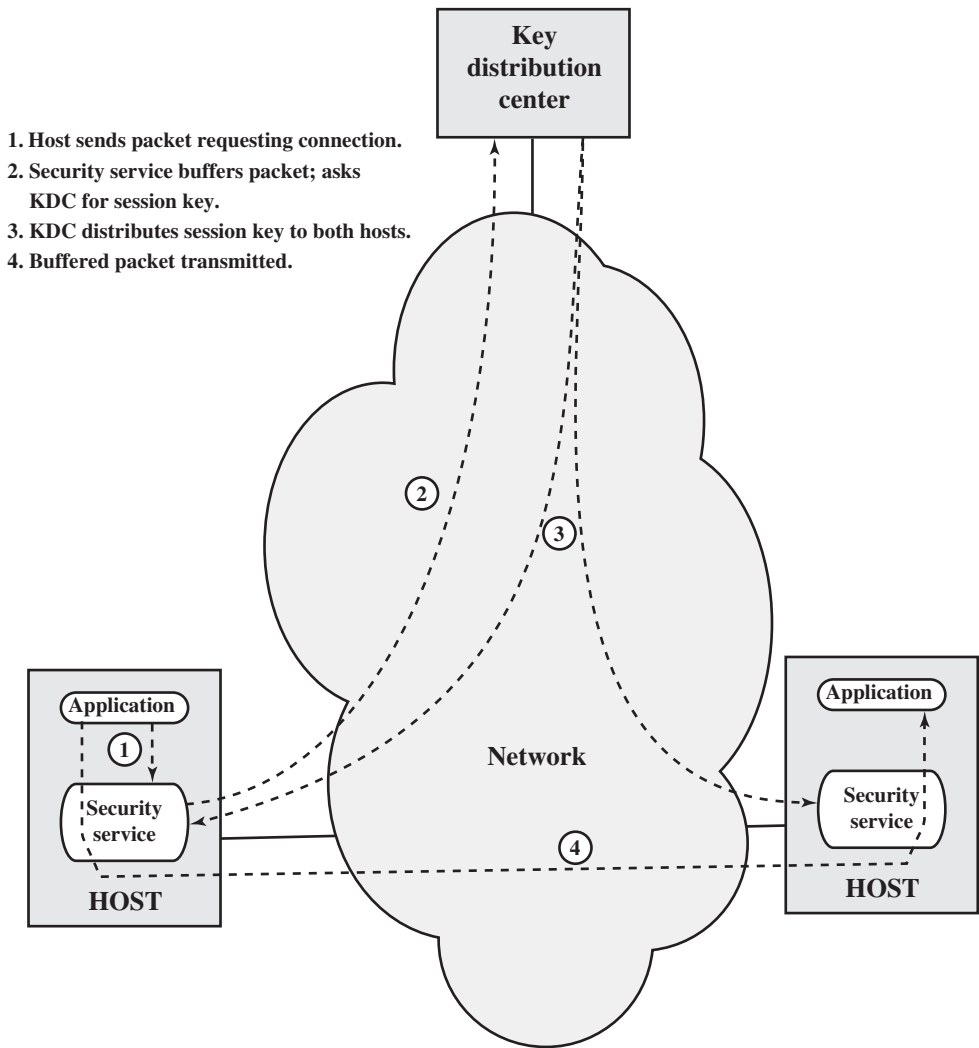 Key
distribution
center
1. Host sends packet requesting connection.
2. Security service buffers packet; asks
KDC for session key.
3. KDC distributes session key to both hosts.
4. Buffered packet transmitted.
2
3
Application
1
Security
service
HOST
Network
4
Application
Security
service
HOST